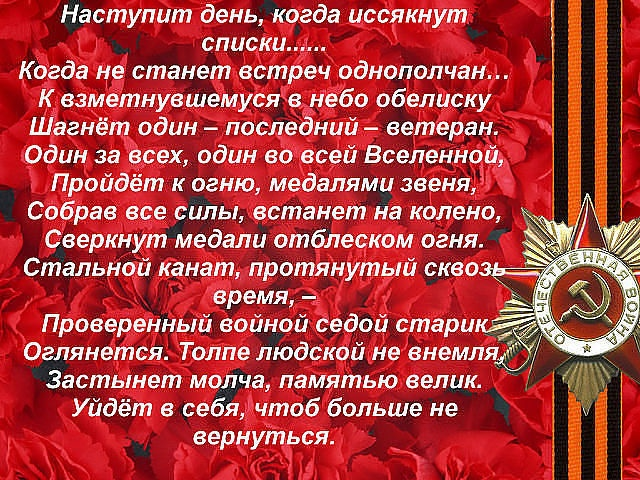 Наступит день, когда иссякнут
списки......
Когда не станет встреч однополчан…
К взметнувшемуся в небо обелиску
Шагнёт один – последний – ветеран.
Один за всех, один во всей Вселенной,
Пройдёт к огню, медалями звеня,
Собрав все силы, встанет на колено,
Сверкнут медали отблеском огня.
Стальной канат, протянутый сквозь
время, –
Проверенный войной седой старик
Оглянется. Толпе людской не внемля,
Застынет молча, памятью велик.
Уйдёт в себя, чтоб больше не
вернуться.
ОТЕЧЕСТВЕННАЯ ВОЙНА